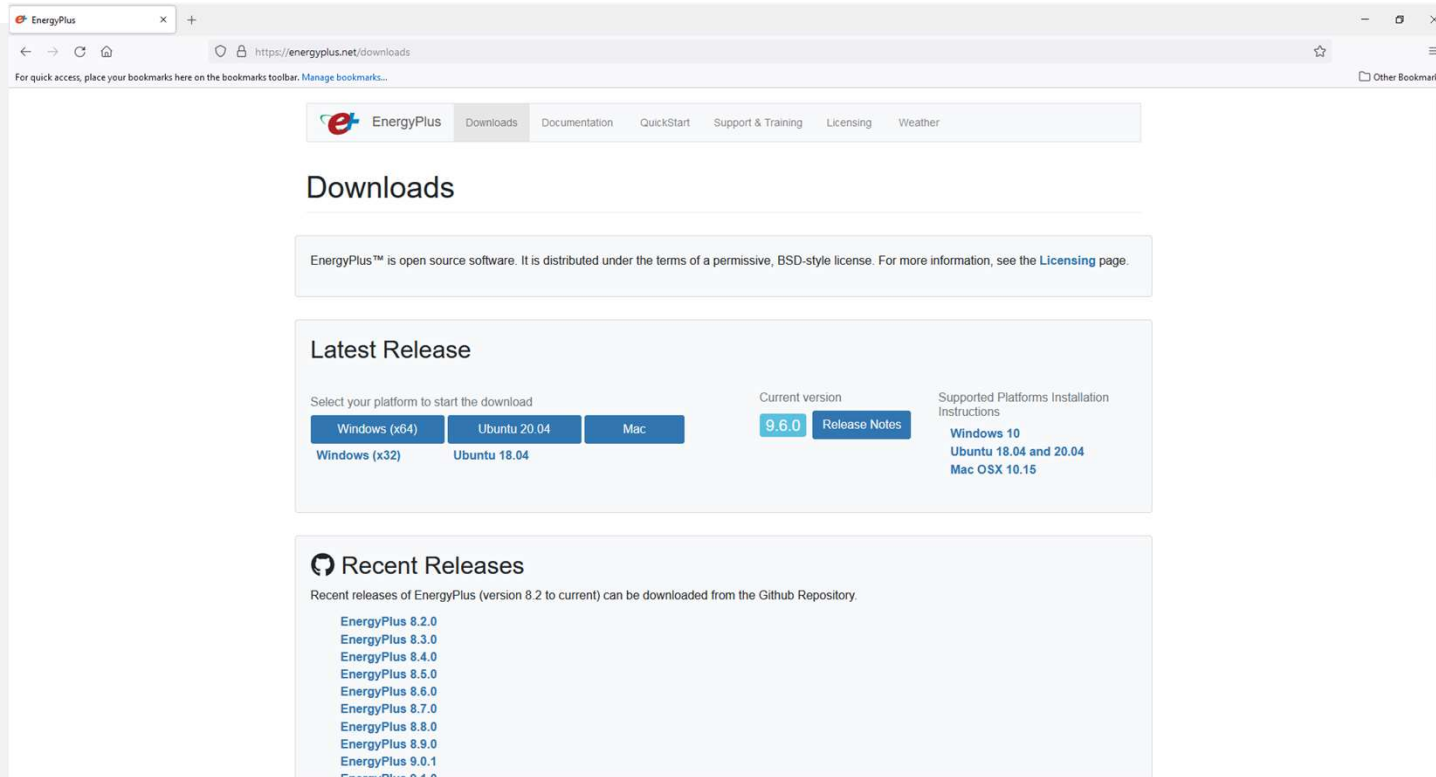 EnergyPlus
https://energyplus.net/downloads
For quick access, place your bookmarks here on the bookmarks toolbar. Manage bookmarks...
Other Bookmark
e+ EnergyPlus Downloads Documentation QuickStart Support & Training Licensing Weather
Downloads
EnergyPlus™ is open source software. It is distributed under the terms of a permissive, BSD-style license. For more information, see the Licensing page.
Latest Release
Select your platform to start the download
Windows (x64) Ubuntu 20.04 Mac
Windows (x32) Ubuntu 18.04
Current version
9.6.0 Release Notes
Supported Platforms Installation
Instructions
Windows 10
Ubuntu 18.04 and 20.04
Mac OSX 10.15
Recent Releases
Recent releases of EnergyPlus (version 8.2 to current) can be downloaded from the Github Repository.
EnergyPlus 8.2.0
EnergyPlus 8.3.0
EnergyPlus 8.4.0
EnergyPlus 8.5.0
EnergyPlus 8.6.0
EnergyPlus 8.7.0
EnergyPlus 8.8.0
EnergyPlus 8.9.0
EnergyPlus 9.0.1
EnergyPlus 9.1.0